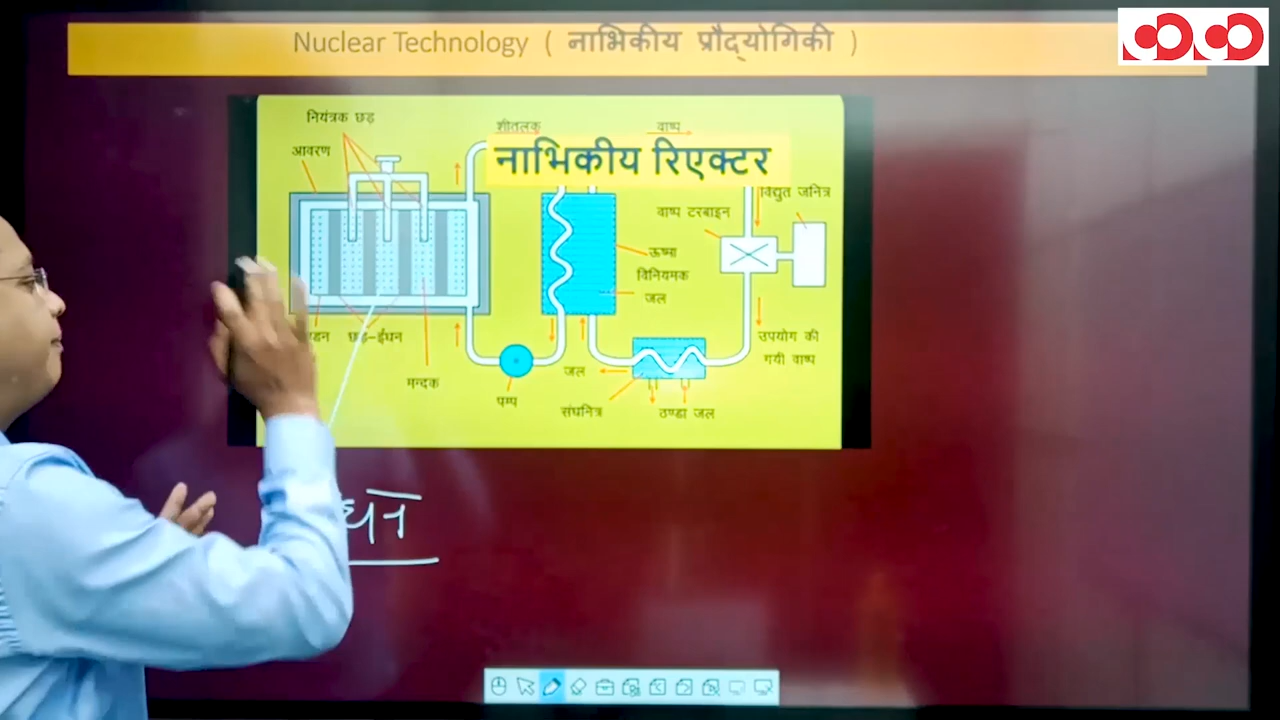 Nuclear Technology ( नाभिकीय प्रौद्योगिकी )
नियंत्रक छड़
शीतलक
वाष्प
आवरण
नाभिकीय रिएक्टर
विद्युत जनित्र
वाष्प टरबाइन
ऊष्मा
विनियमक
जल
छड़-ईंधन
उपयोग की
गयी वाष्प
मन्दक
पम्प
जल
संघनित्र
ठण्डा जल